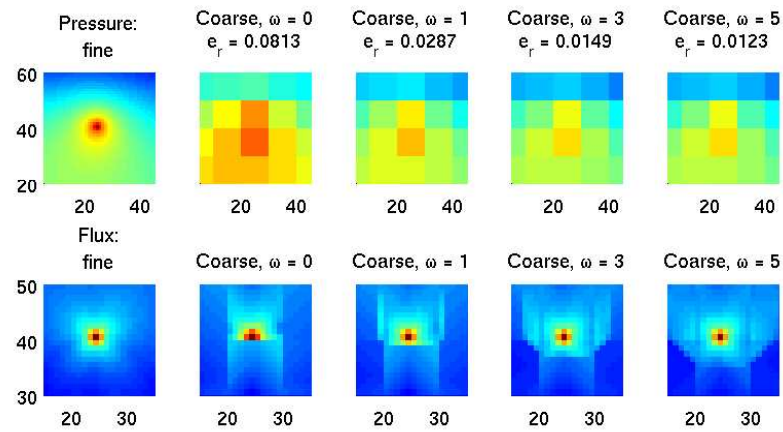 Pressure:
fine
Coarse, ω = 0
e_r = 0.0813
Coarse, ω = 1
e_r = 0.0287
Coarse, ω = 3
e_r = 0.0149
Coarse, ω = 5
e_r = 0.0123
60
40
20
20 40
20 40
20 40
20 40
20 40
Flux:
fine
Coarse, ω = 0
Coarse, ω = 1
Coarse, ω = 3
Coarse, ω = 5
50
40
30
20 30
20 30
20 30
20 30
20 30